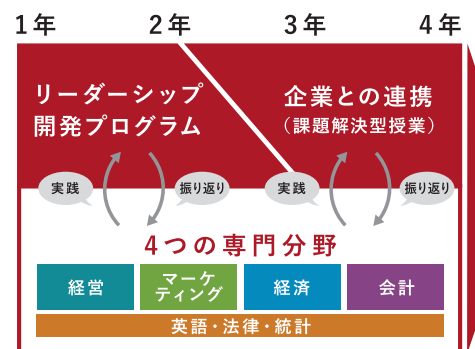 1年 2年 3年 4年
リーダーシップ
開発プログラム
企業との連携
(課題解決型授業)
実践 振り返り 実践 振り返り
4つの専門分野
経営
マーケ
ティング
経済
会計
英語・法律・統計